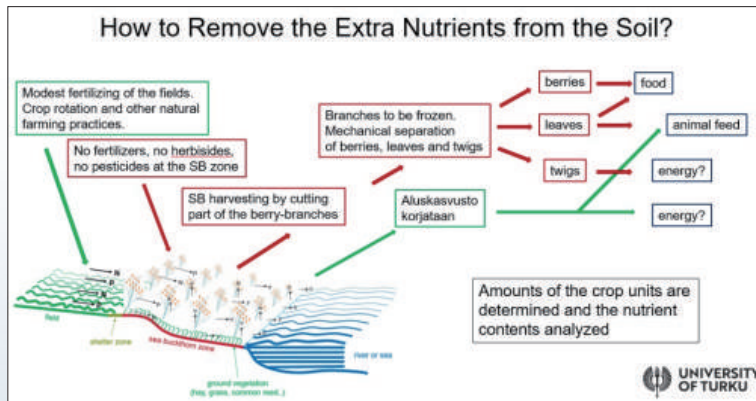 How to Remove the Extra Nutrients from the Soil?
Modest fertilizing of the fields.
Crop rotation and other natural
farming practices.
No fertilizers, no herbisides,
no pesticides at the SB zone
SB harvesting by cutting
part of the berry-branches
Branches to be frozen.
Mechanical separation
of berries, leaves and twigs
berries
food
leaves
animal feed
twigs
energy?
Aluskasvusto
korjataan
energy?
field
shelter zone
sea buckthorn zone
river or sea
ground vegetation
(hay, grass, common reed..)
Amounts of the crop units are
determined and the nutrient
contents analyzed
UNIVERSITY
OF TURKU